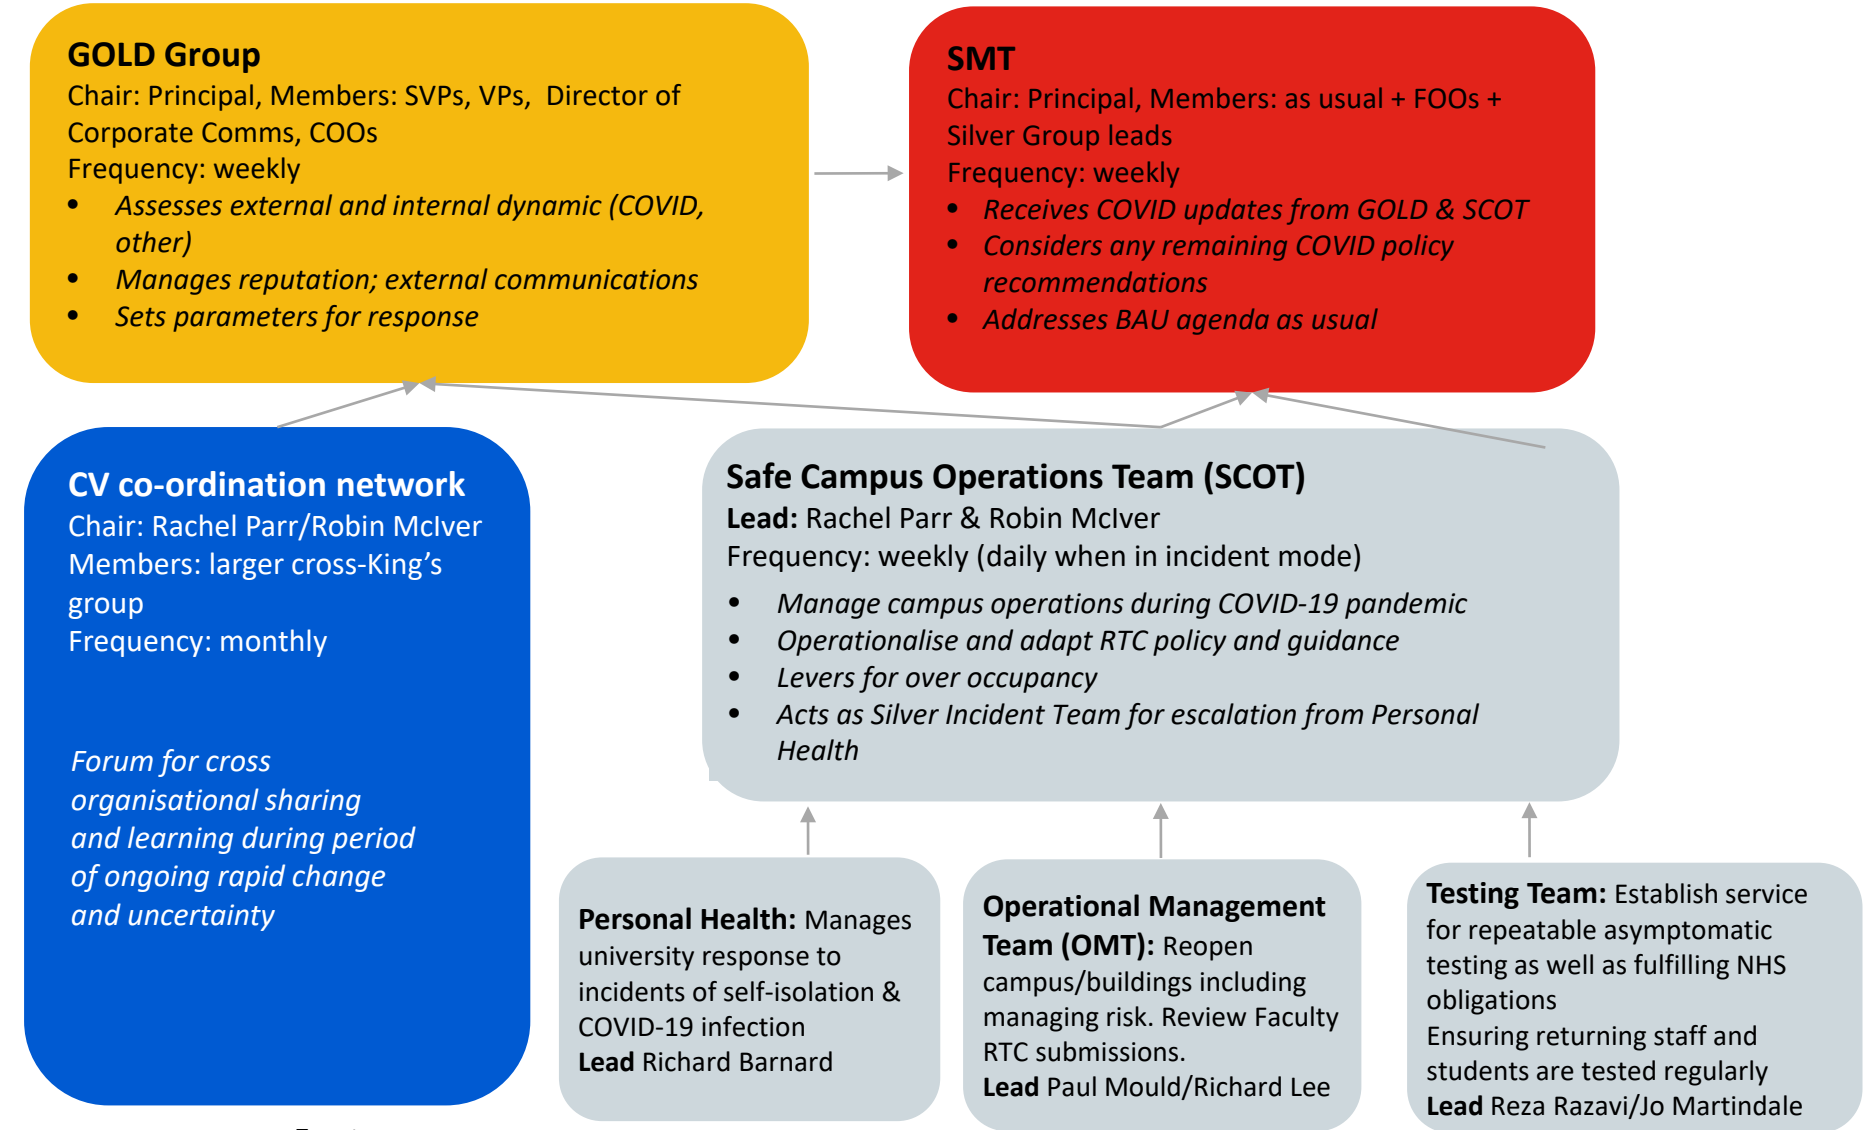 GOLD Group
Chair: Principal, Members: SVPs, VPs, Director of
Corporate Comms, COOs
Frequency: weekly
• Assesses external and internal dynamic (COVID,
other)
• Manages reputation; external communications
• Sets parameters for response
SMT
Chair: Principal, Members: as usual + FOOs +
Silver Group leads
Frequency: weekly
• Receives COVID updates from GOLD & SCOT
• Considers any remaining COVID policy
recommendations
• Addresses BAU agenda as usual
CV co-ordination network
Chair: Rachel Parr/Robin McIver
Members: larger cross-King's
group
Frequency: monthly
Forum for cross
organisational sharing
and learning during period
of ongoing rapid change
and uncertainty
Safe Campus Operations Team (SCOT)
Lead: Rachel Parr & Robin McIver
Frequency: weekly (daily when in incident mode)
• Manage campus operations during COVID-19 pandemic
• Operationalise and adapt RTC policy and guidance
• Levers for over occupancy
• Acts as Silver Incident Team for escalation from Personal
Health
Personal Health: Manages
university response to
incidents of self-isolation &
COVID-19 infection
Lead Richard Barnard
Operational Management
Team (OMT): Reopen
campus/buildings including
managing risk. Review Faculty
RTC submissions.
Lead Paul Mould/Richard Lee
Testing Team: Establish service
for repeatable asymptomatic
testing as well as fulfilling NHS
obligations
Ensuring returning staff and
students are tested regularly
Lead Reza Razavi/Jo Martindale